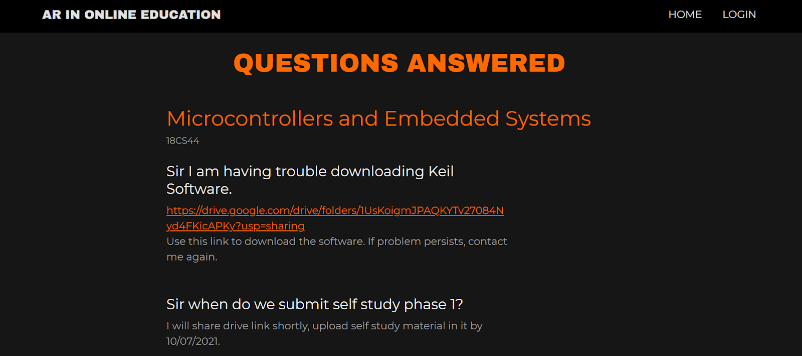 AR IN ONLINE EDUCATION
HOME
LOGIN
QUESTIONS ANSWERED
Microcontrollers and Embedded Systems
18CS44
Sir I am having trouble downloading Keil
Software.
https://drive.google.com/drive/folders/1UsKoigmJPAQKYTv27084N
yd4FKicAPKy?usp=sharing
Use this link to download the software. If problem persists, contact
me again.
Sir when do we submit self study phase 1?
I will share drive link shortly, upload self study material in it by
10/07/2021.